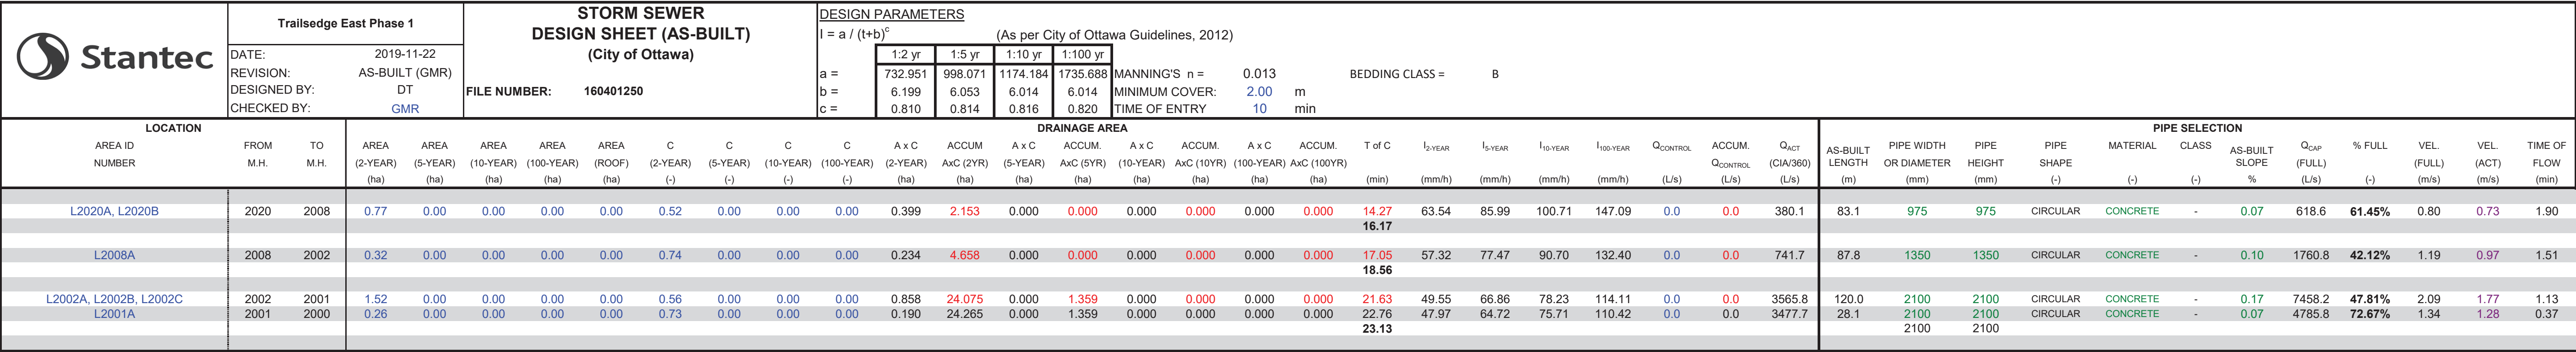 Stantec
Trailsedge East Phase 1
DATE: 2019-11-22
REVISION: AS-BUILT (GMR)
DESIGNED BY: DT
CHECKED BY: GMR
STORM SEWER
DESIGN SHEET (AS-BUILT)
(City of Ottawa)
FILE NUMBER: 160401250
DESIGN PARAMETERS
I = a / (t+b)^c (As per City of Ottawa Guidelines, 2012)
1:2 yr 1:5 yr 1:10 yr 1:100 yr
a = 732.951 998.071 1174.184 1735.688 MANNING'S n = 0.013 BEDDING CLASS = B
b = 6.199 6.053 6.014 6.014 MINIMUM COVER: 2.00 m
c = 0.810 0.814 0.816 0.820 TIME OF ENTRY 10 min
LOCATION DRAINAGE AREA PIPE SELECTION
AREA ID FROM TO AREA AREA AREA AREA AREA C C C C A x C ACCUM A x C ACCUM. A x C ACCUM. A x C ACCUM. T of C I2-YEAR I5-YEAR I10-YEAR I100-YEAR QCONTROL ACCUM. QACT AS-BUILT PIPE WIDTH PIPE PIPE MATERIAL CLASS AS-BUILT QCAP % FULL VEL. VEL. TIME OF
NUMBER M.H. M.H. (2-YEAR) (5-YEAR) (10-YEAR) (100-YEAR) (ROOF) (2-YEAR) (5-YEAR) (10-YEAR) (100-YEAR) (2-YEAR) AxC (2YR) (5-YEAR) AxC (5YR) (10-YEAR) AxC (10YR) (100-YEAR) AxC (100YR) QCONTROL (CIA/360) LENGTH OR DIAMETER HEIGHT SHAPE SLOPE (FULL) (FULL) (ACT) FLOW
(ha) (ha) (ha) (ha) (ha) (-) (-) (-) (-) (ha) (ha) (ha) (ha) (ha) (ha) (ha) (ha) (min) (mm/h) (mm/h) (mm/h) (mm/h) (L/s) (L/s) (L/s) (m) (mm) (mm) (-) (-) (-) % (L/s) (-) (m/s) (m/s) (min)
L2020A, L2020B 2020 2008 0.77 0.00 0.00 0.00 0.00 0.52 0.00 0.00 0.00 0.399 2.153 0.000 0.000 0.000 0.000 0.000 0.000 14.27 63.54 85.99 100.71 147.09 0.0 0.0 380.1 83.1 975 975 CIRCULAR CONCRETE - 0.07 618.6 61.45% 0.80 0.73 1.90
16.17
L2008A 2008 2002 0.32 0.00 0.00 0.00 0.00 0.74 0.00 0.00 0.00 0.234 4.658 0.000 0.000 0.000 0.000 0.000 0.000 17.05 57.32 77.47 90.70 132.40 0.0 0.0 741.7 87.8 1350 1350 CIRCULAR CONCRETE - 0.10 1760.8 42.12% 1.19 0.97 1.51
18.56
L2002A, L2002B, L2002C 2002 2001 1.52 0.00 0.00 0.00 0.00 0.56 0.00 0.00 0.00 0.858 24.075 0.000 1.359 0.000 0.000 0.000 0.000 21.63 49.55 66.86 78.23 114.11 0.0 0.0 3565.8 120.0 2100 2100 CIRCULAR CONCRETE - 0.17 7458.2 47.81% 2.09 1.77 1.13
L2001A 2001 2000 0.26 0.00 0.00 0.00 0.00 0.73 0.00 0.00 0.00 0.190 24.265 0.000 1.359 0.000 0.000 0.000 0.000 22.76 47.97 64.72 75.71 110.42 0.0 0.0 3477.7 28.1 2100 2100 CIRCULAR CONCRETE - 0.07 4785.8 72.67% 1.34 1.28 0.37
23.13 2100 2100